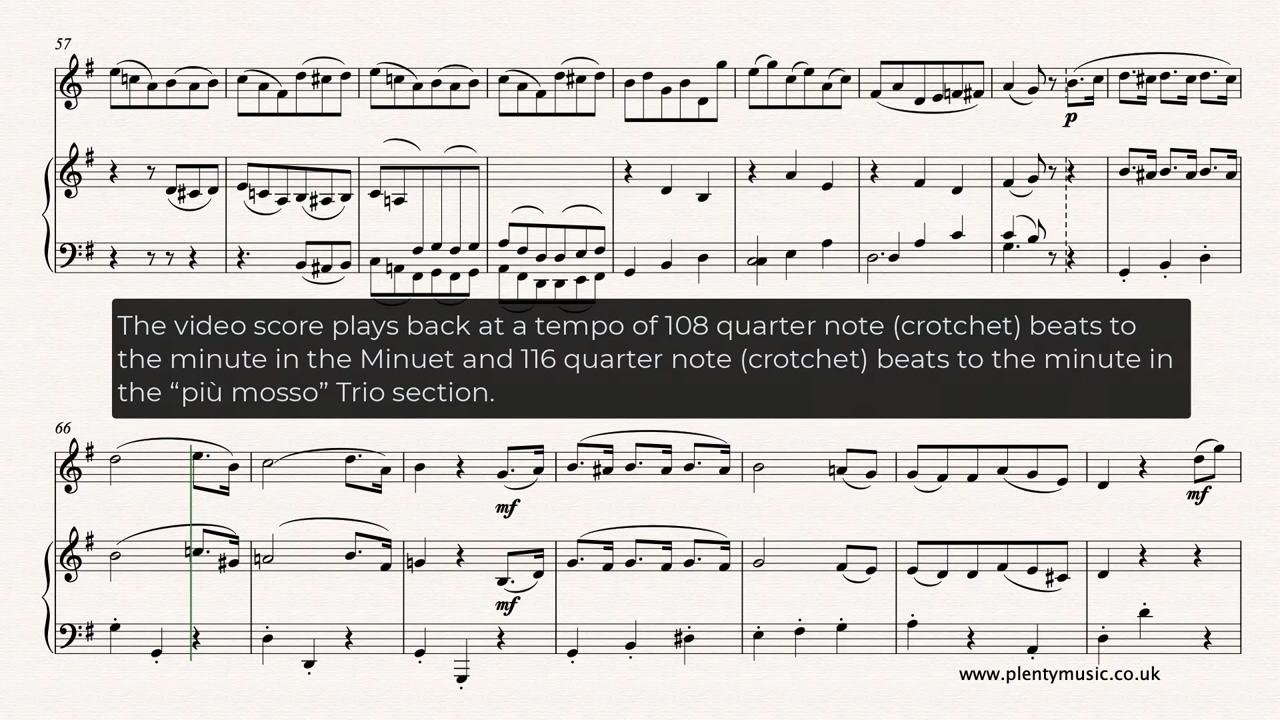 57
p
The video score plays back at a tempo of 108 quarter note (crotchet) beats to
the minute in the Minuet and 116 quarter note (crotchet) beats to the minute in
the “più mosso” Trio section.
66
mf
mf
mf
www.plentymusic.co.uk